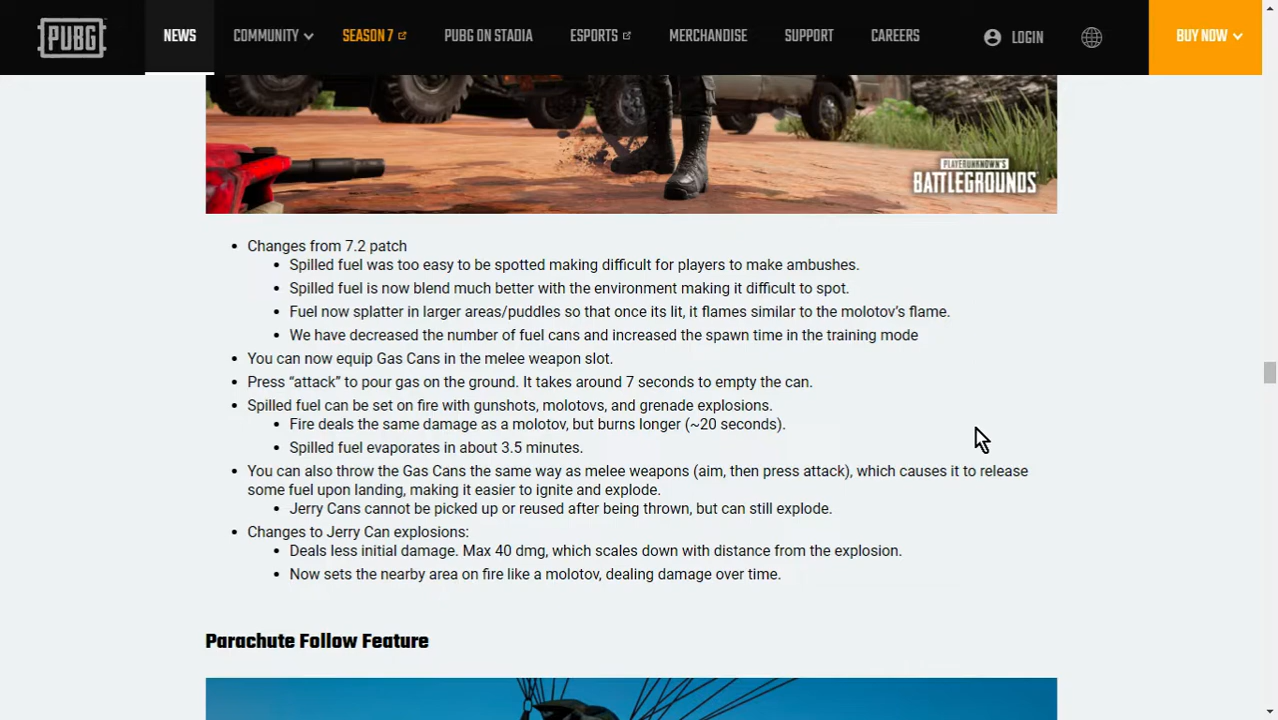 PUBG
NEWS
COMMUNITY
SEASON 7
PUBG ON STADIA
ESPORTS
MERCHANDISE
SUPPORT
CAREERS
LOGIN
BUY NOW
PLAYERUNKNOWN'S
BATTLEGROUNDS
Changes from 7.2 patch
Spilled fuel was too easy to be spotted making difficult for players to make ambushes.
Spilled fuel is now blend much better with the environment making it difficult to spot.
Fuel now splatter in larger areas/puddles so that once its lit, it flames similar to the molotov's flame.
We have decreased the number of fuel cans and increased the spawn time in the training mode
You can now equip Gas Cans in the melee weapon slot.
Press “attack” to pour gas on the ground. It takes around 7 seconds to empty the can.
Spilled fuel can be set on fire with gunshots, molotovs, and grenade explosions.
Fire deals the same damage as a molotov, but burns longer (~20 seconds).
Spilled fuel evaporates in about 3.5 minutes.
You can also throw the Gas Cans the same way as melee weapons (aim, then press attack), which causes it to release
some fuel upon landing, making it easier to ignite and explode.
Jerry Cans cannot be picked up or reused after being thrown, but can still explode.
Changes to Jerry Can explosions:
Deals less initial damage. Max 40 dmg, which scales down with distance from the explosion.
Now sets the nearby area on fire like a molotov, dealing damage over time.
Parachute Follow Feature